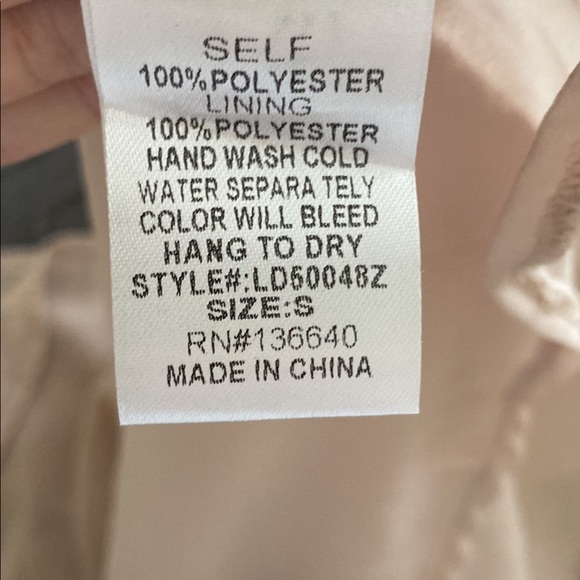 SELF
100%POLYESTER
LINING
100%POLYESTER
HAND WASH COLD
WATER SEPARA TELY
COLOR WILL BLEED
HANG TO DRY
STYLE#:LD60048Z
SIZE:S
RN#136640
MADE IN CHINA